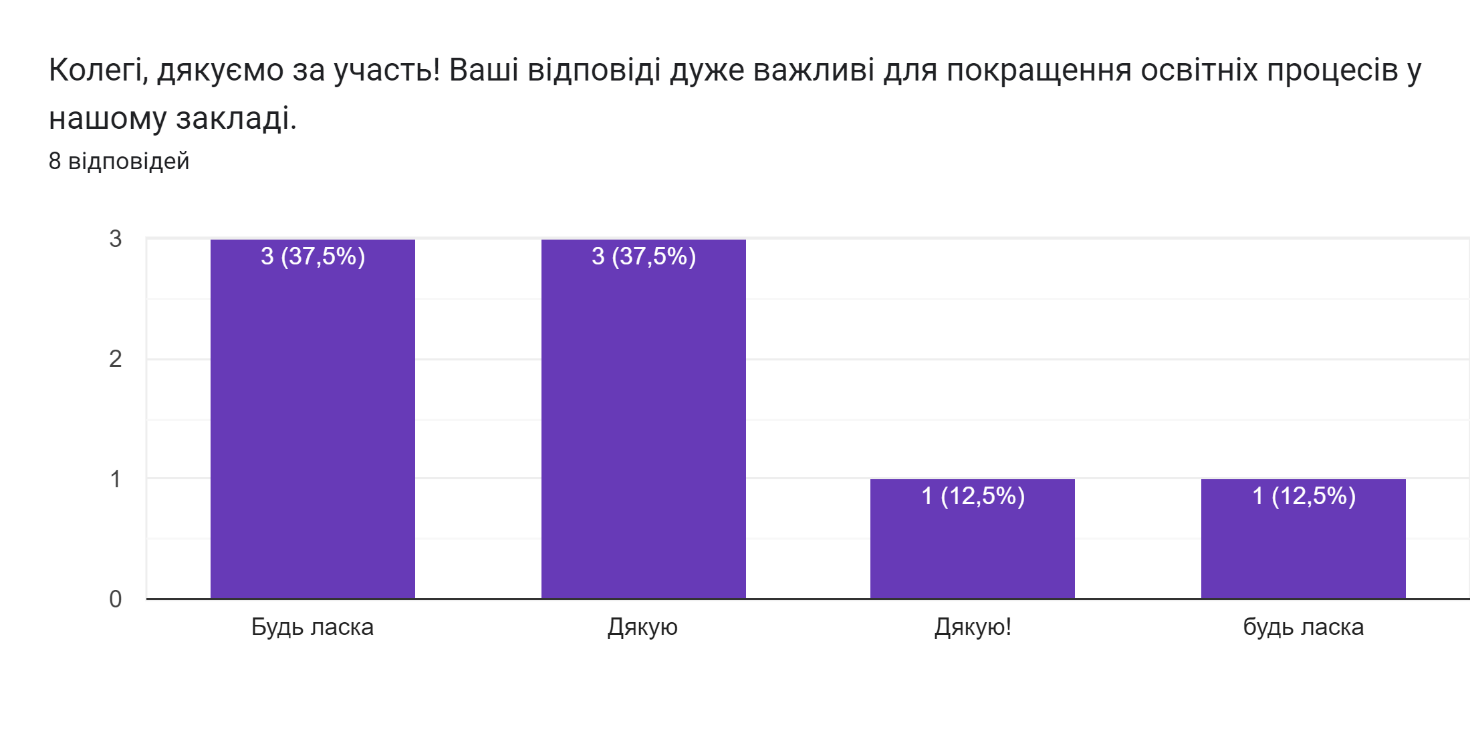 Колегі, дякуємо за участь! Ваші відповіді дуже важливі для покращення освітніх процесів у
нашому закладі.
8 відповідей
3
2
1
0
3 (37,5%)
3 (37,5%)
1 (12,5%)
1 (12,5%)
Будь ласка
Дякую
Дякую!
будь ласка